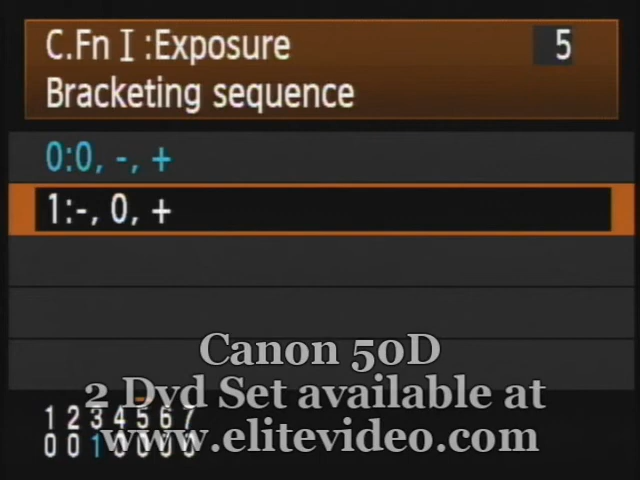 C.Fn I :Exposure 5
Bracketing sequence
0:0, -, +
1:-, 0, +
Canon 50D
2 Dvd Set available at
1 2 3 4 5 6 7
www.elitevideo.com
0 0 1 0 0 0 0